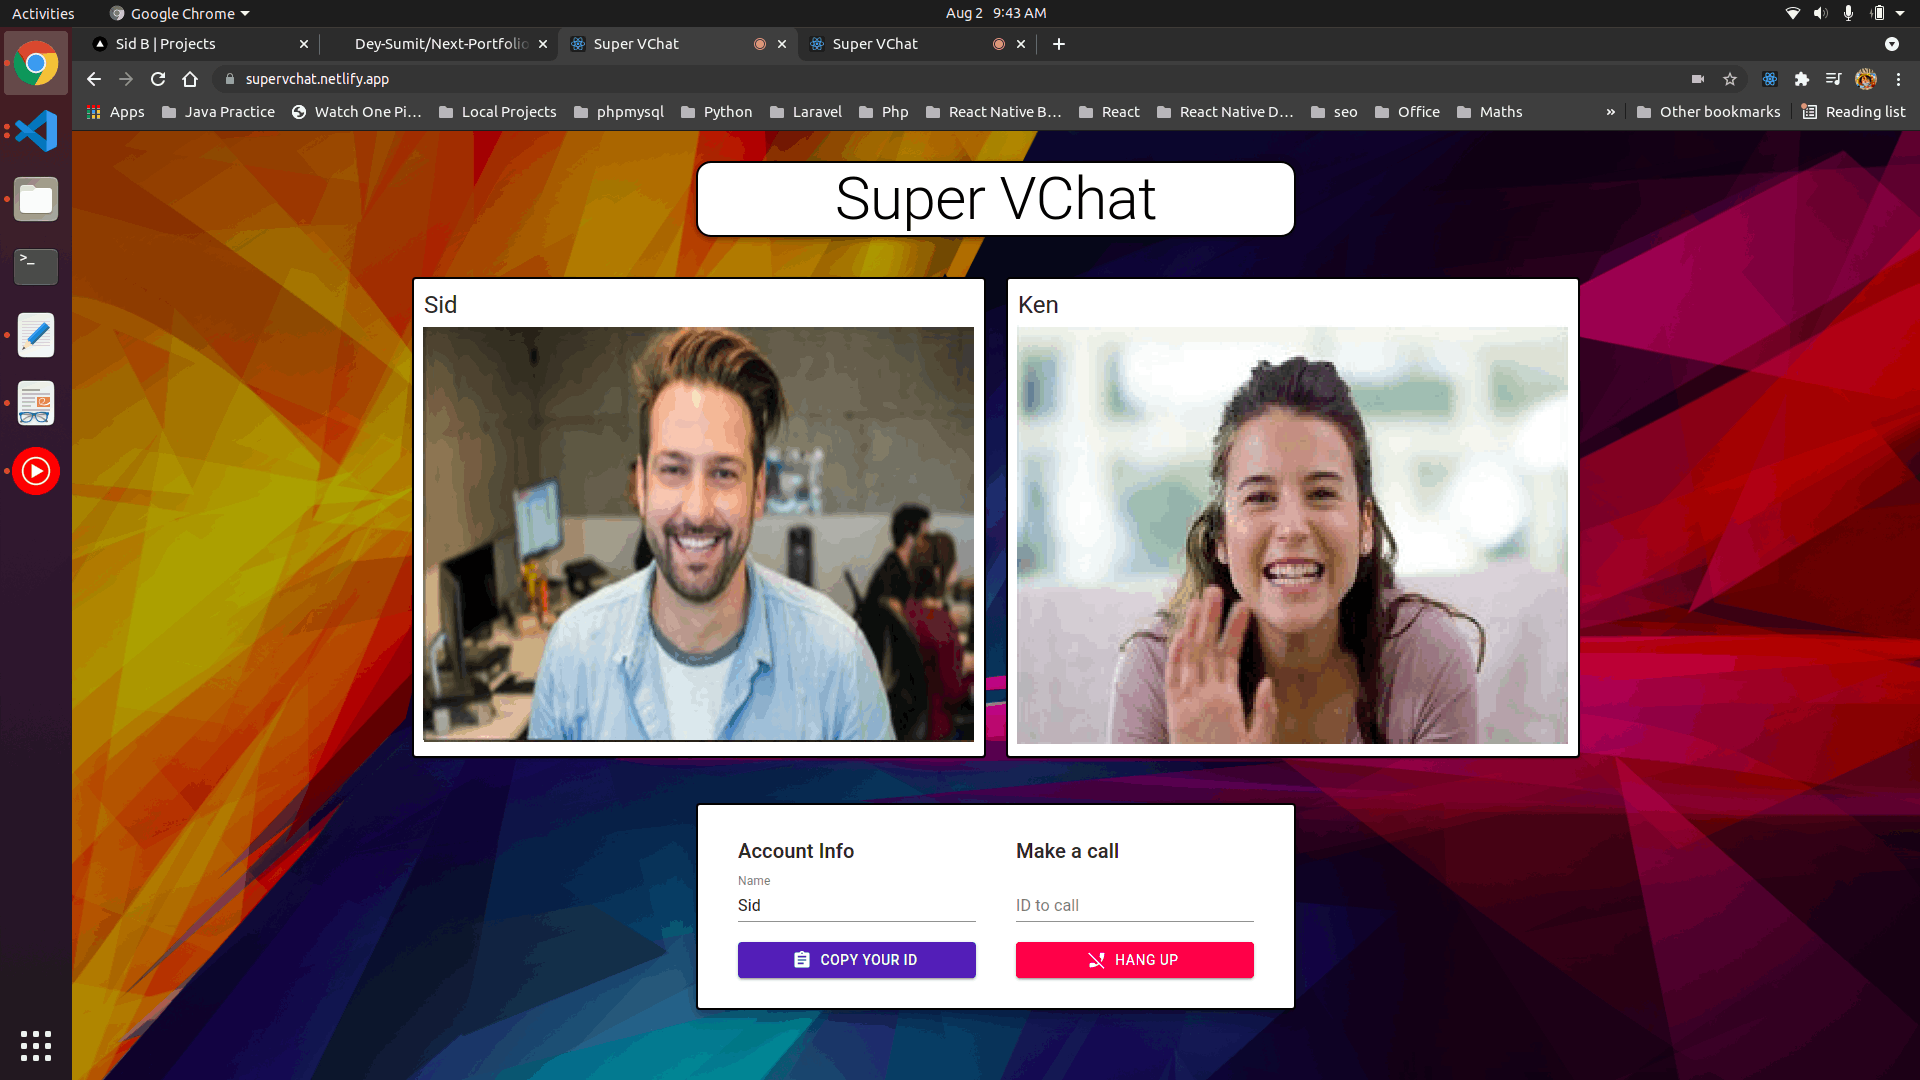 Activities
Google Chrome
Aug 2 9:43 AM
Sid B | Projects
Dey-Sumit/Next-Portfolio
Super VChat
Super VChat
supervchat.netlify.app
Apps
Java Practice
Watch One Pi...
Local Projects
phpmysql
Python
Laravel
Php
React Native B...
React
React Native D...
seo
Office
Maths
»
Other bookmarks
Reading list
Super VChat
Sid
Ken
Account Info
Make a call
Name
Sid
ID to call
COPY YOUR ID
HANG UP